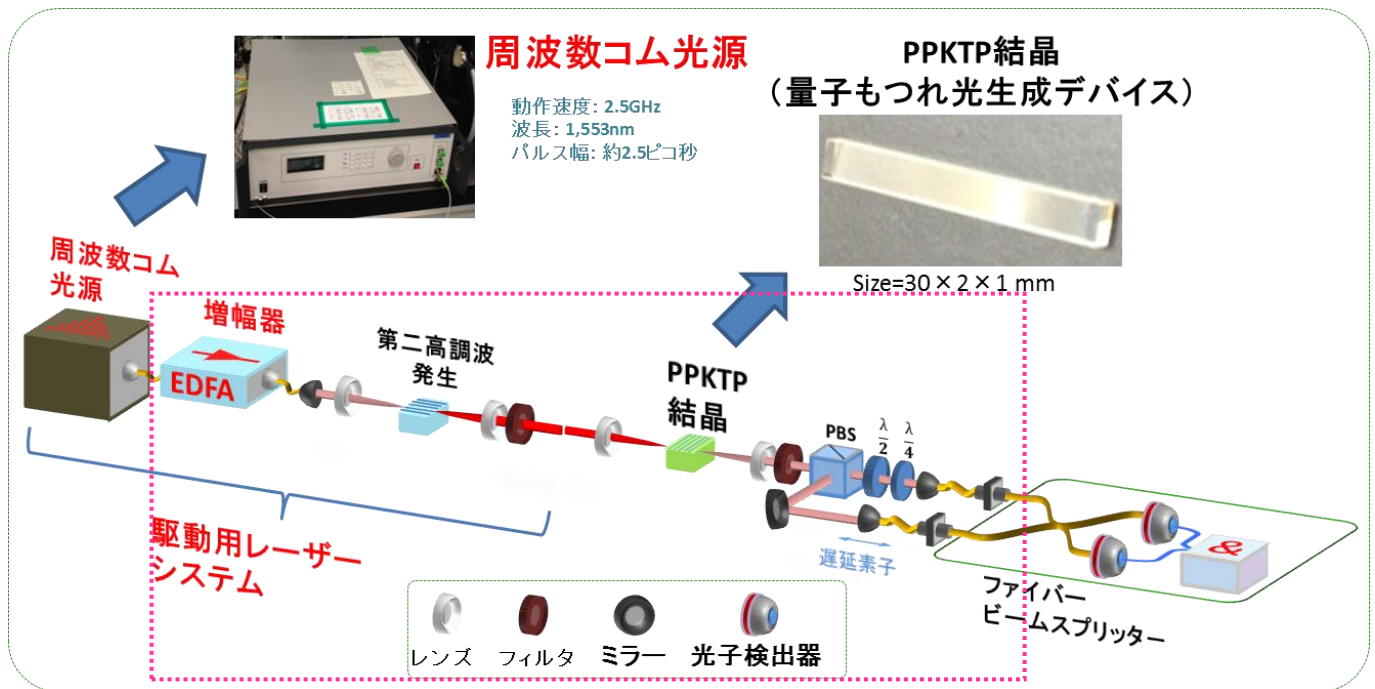 周波数コム光源
動作速度: 2.5GHz
波長: 1,553nm
パルス幅: 約2.5ピコ秒
PPKTP結晶
（量子もつれ光生成デバイス）
Size=30×2×1 mm
周波数コム
光源
増幅器
EDFA
第二高調波
発生
PPKTP
結晶
PBS
λ/2
λ/4
遅延素子
&
ファイバー
ビームスプリッター
駆動用レーザー
システム
レンズ
フィルタ
ミラー
光子検出器